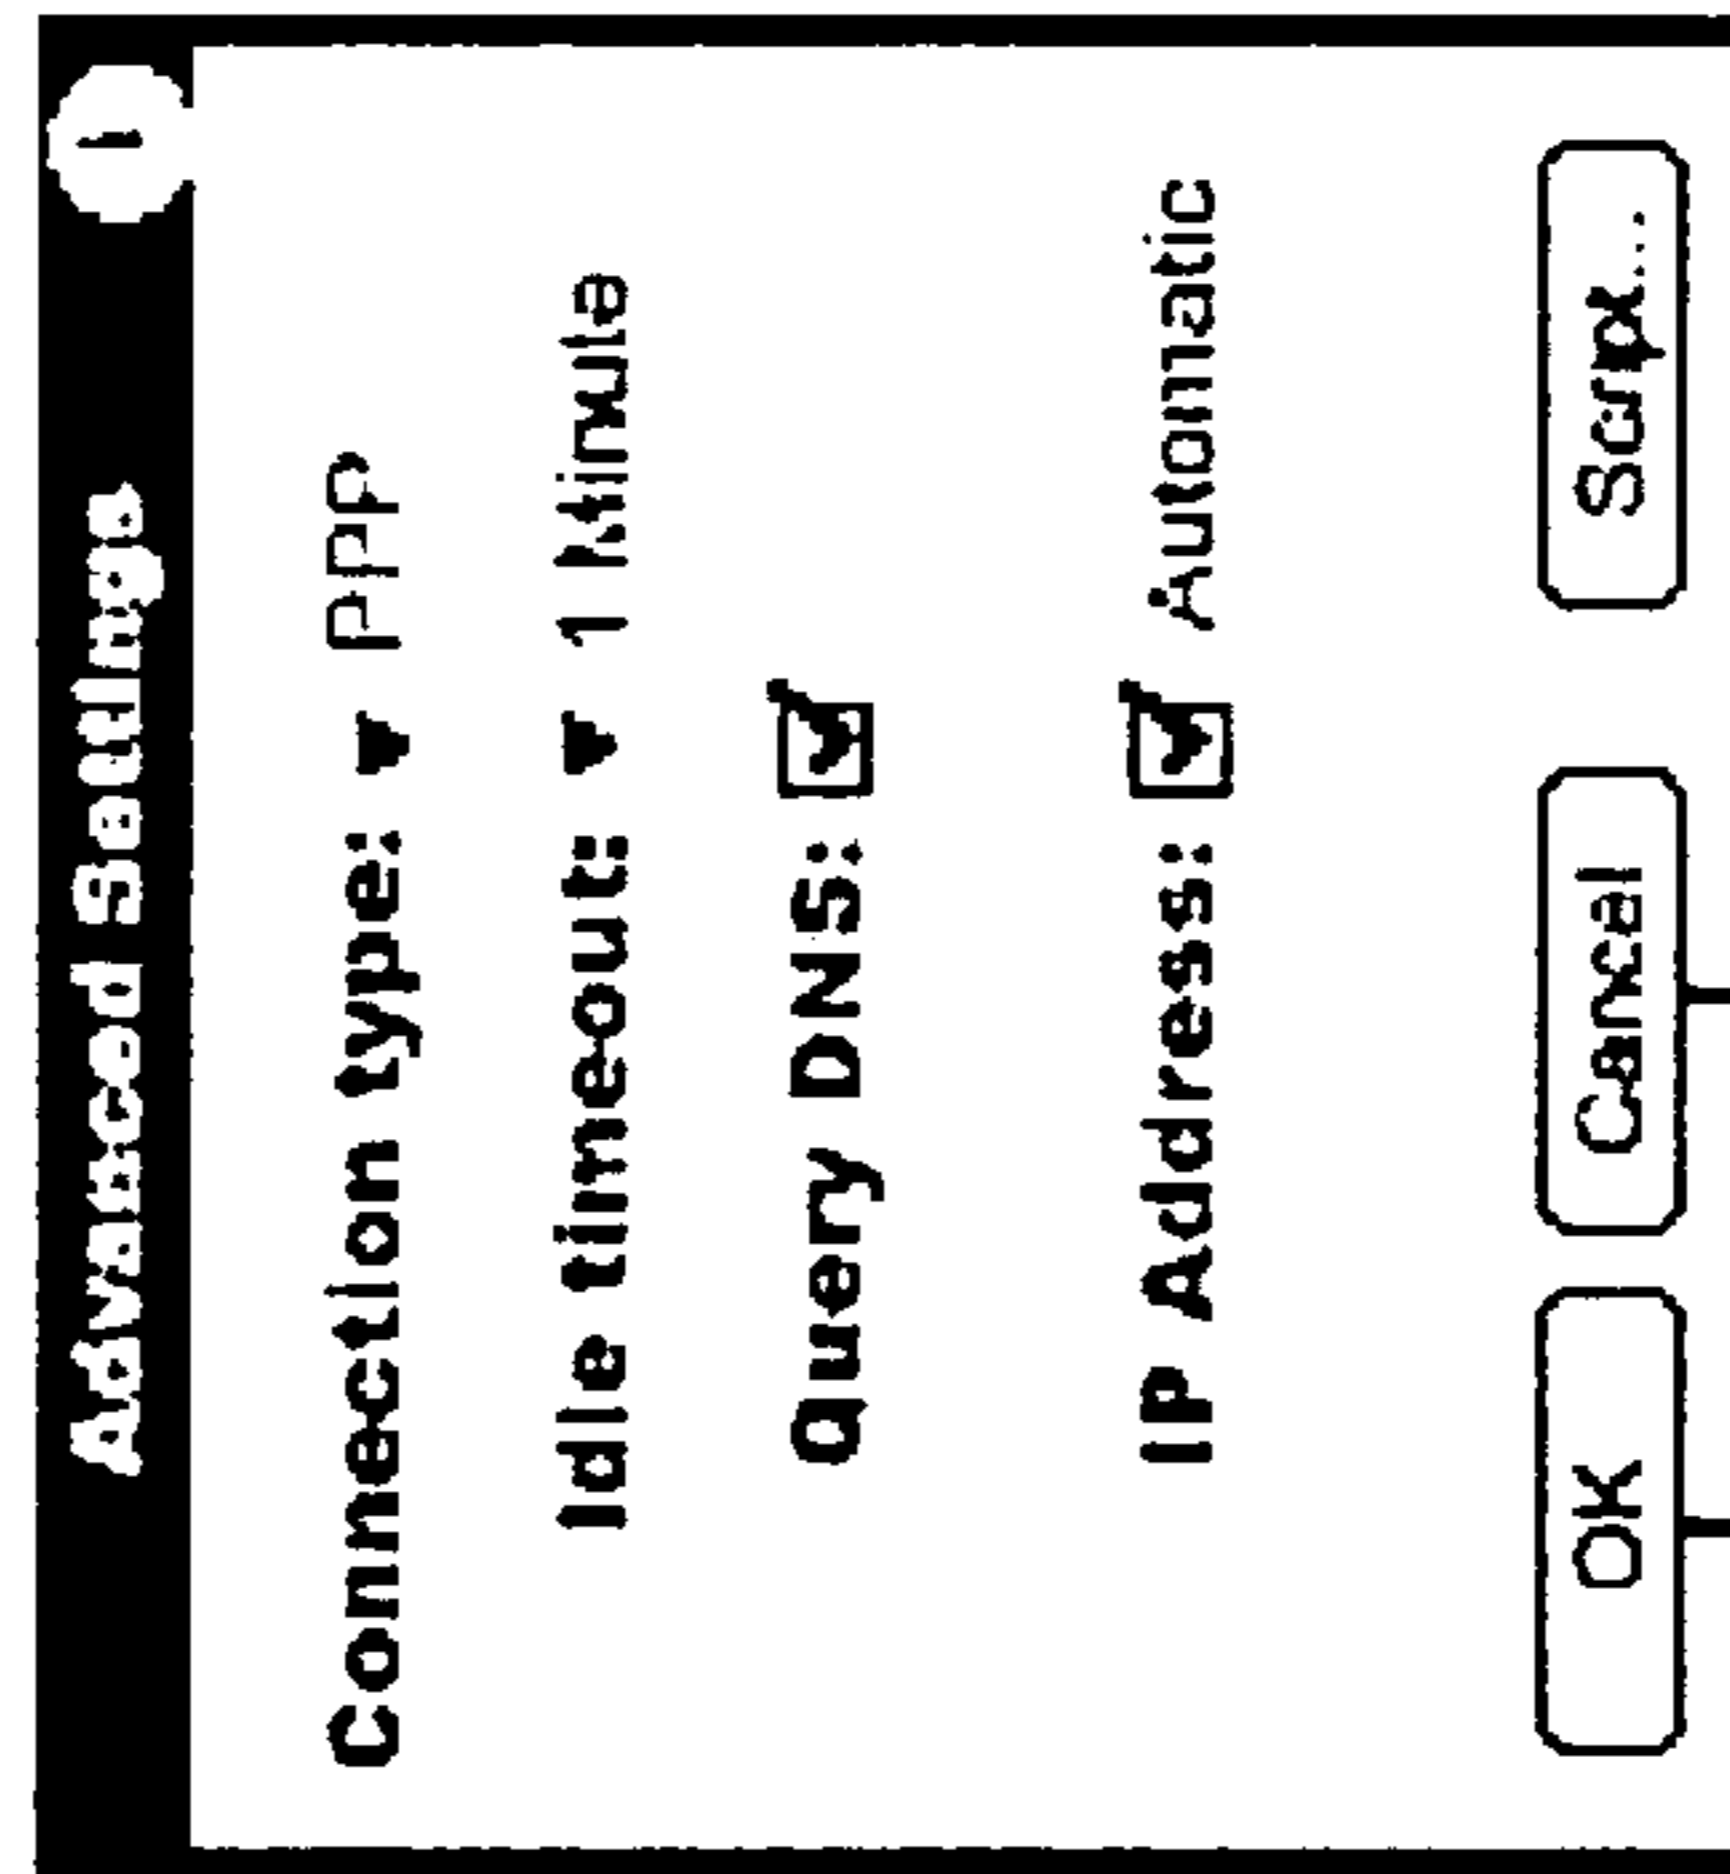 Advanced Settings i
Connection type: PPP
Idle timeout: 1 Minute
Query DNS:
IP Address: Automatic
OK Cancel Script...